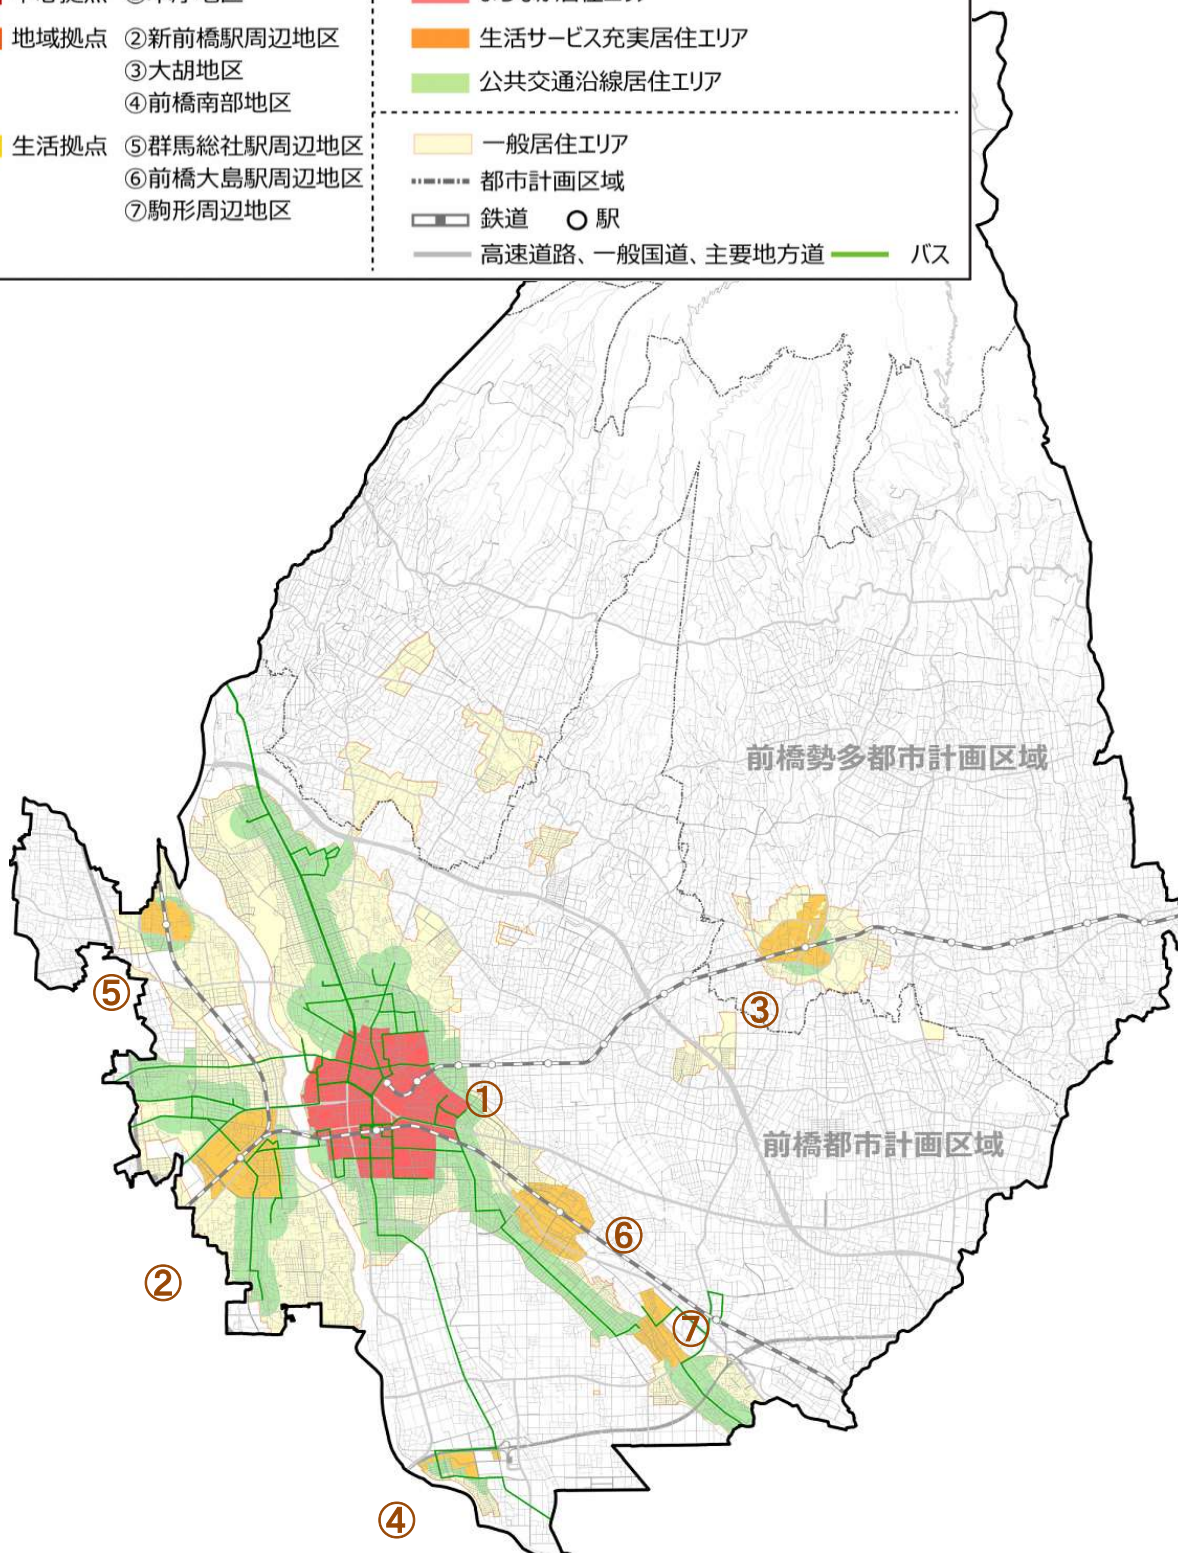 地域拠点 ②新前橋駅周辺地区
③大胡地区
④前橋南部地区
生活拠点 ⑤群馬総社駅周辺地区
⑥前橋大島駅周辺地区
⑦駒形周辺地区
生活サービス充実居住エリア
公共交通沿線居住エリア
一般居住エリア
都市計画区域
鉄道 駅
高速道路、一般国道、主要地方道 バス
前橋勢多都市計画区域
⑤
③
①
前橋都市計画区域
⑥
②
⑦
④